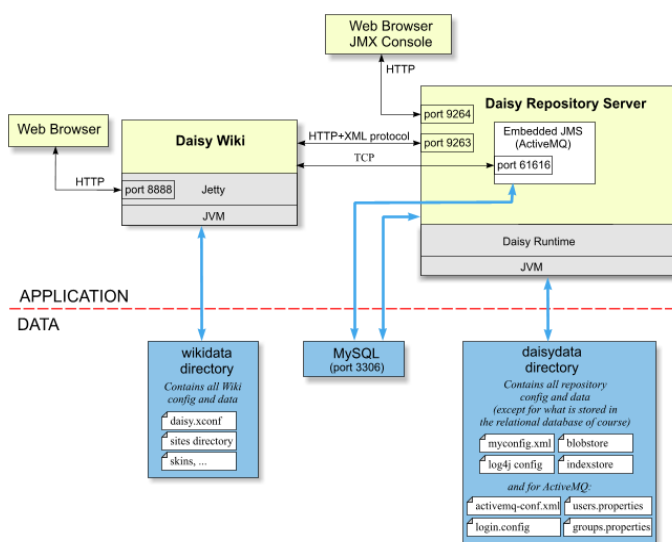 Web Browser
JMX Console
HTTP
Web Browser
HTTP
Daisy Wiki
port 8888
Jetty
JVM
HTTP+XML protocol
TCP
Daisy Repository Server
port 9264
port 9263
Embedded JMS
(ActiveMQ)
port 61616
Daisy Runtime
JVM
APPLICATION
DATA
wikidata
directory
Contains all Wiki
config and data
daisy.xconf
sites directory
skins, ...
MySQL
(port 3306)
daisydata
directory
Contains all repository
config and data
(except for what is stored in
the relational database of course)
myconfig.xml
blobstore
log4j config
indexstore
and for ActiveMQ:
activemq-conf.xml
users.properties
login.config
groups.properties